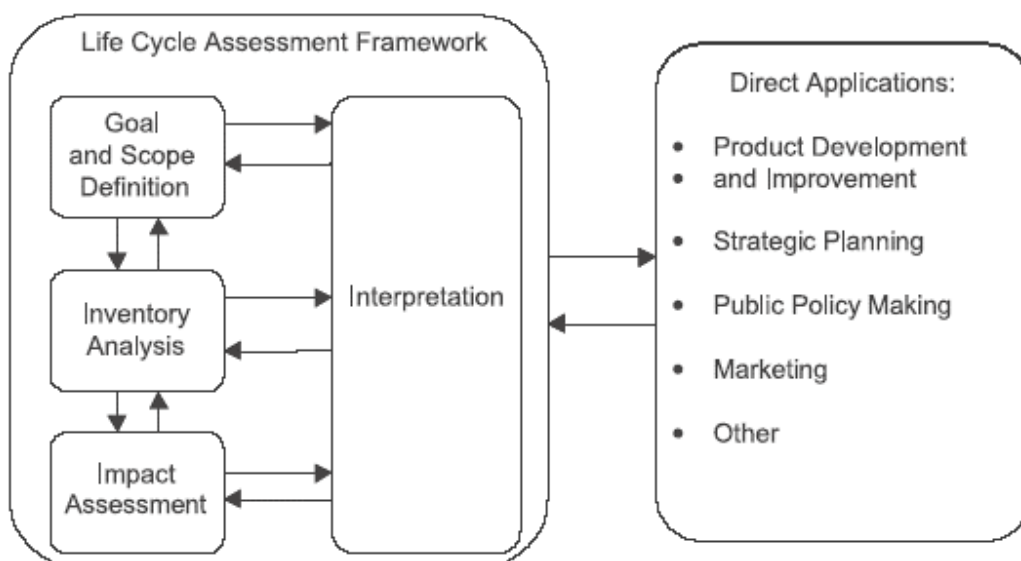 Life Cycle Assessment Framework
Goal
and Scope
Definition
Inventory
Analysis
Impact
Assessment
Interpretation
Direct Applications:
• Product Development
• and Improvement
• Strategic Planning
• Public Policy Making
• Marketing
• Other